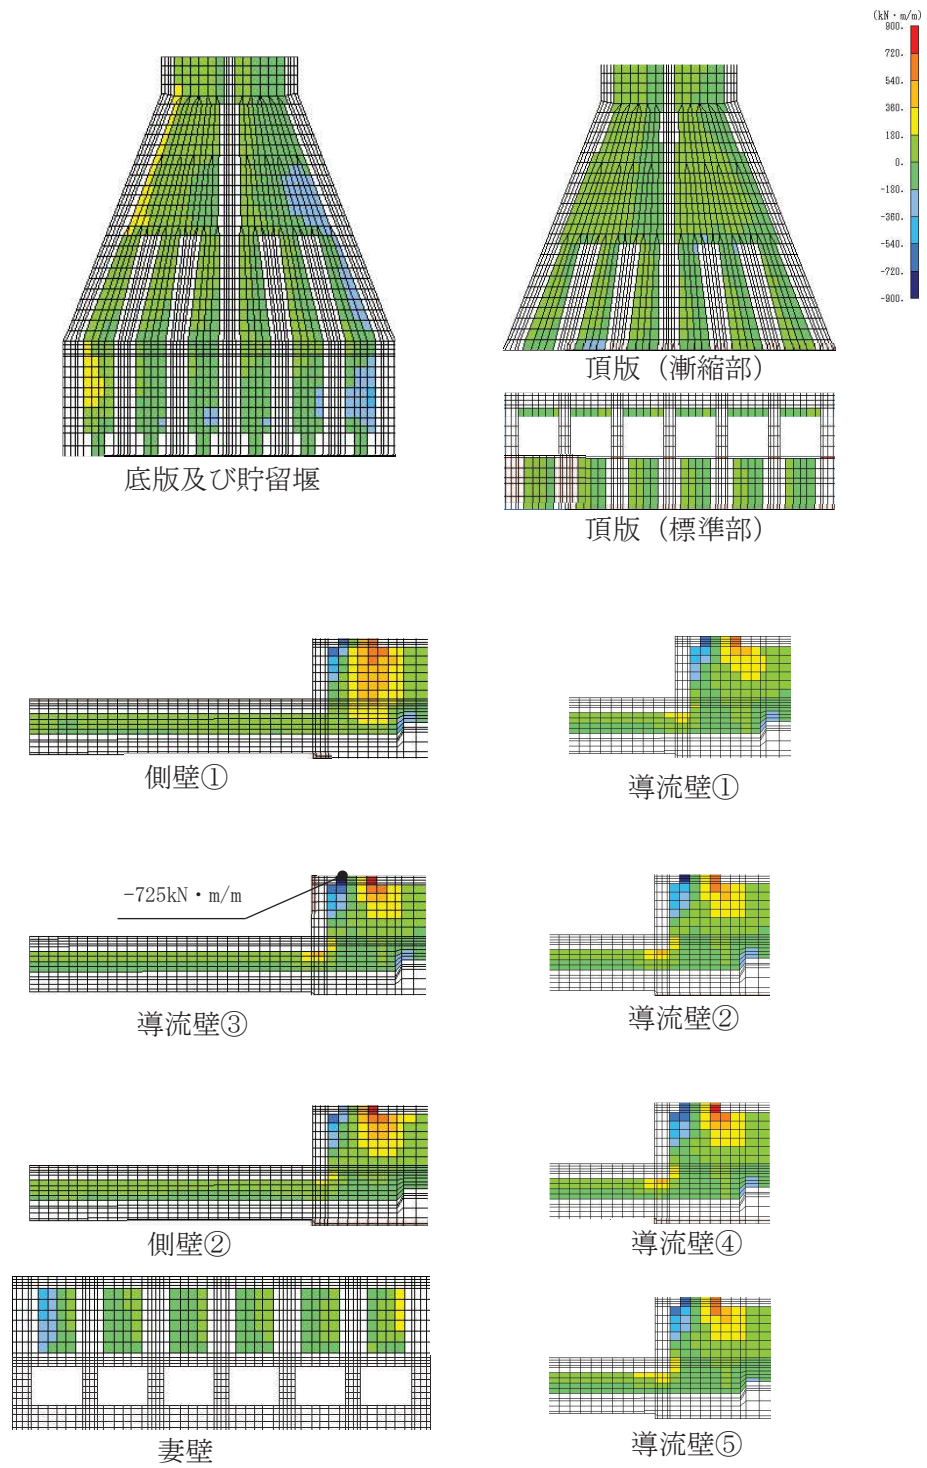 (kN・m/m)
900.
720.
540.
360.
180.
0.
-180.
-360.
-540.
-720.
-900.
底版及び貯留堰
頂版（漸縮部）
頂版（標準部）
側壁①
導流壁①
-725kN・m/m
導流壁③
導流壁②
側壁②
導流壁④
妻壁
導流壁⑤